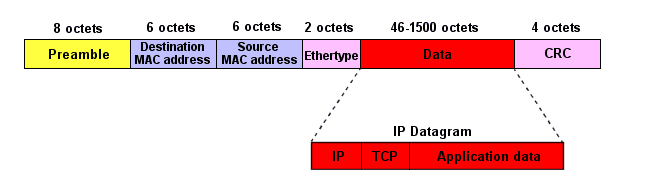 8 octets 6 octets 6 octets 2 octets 46-1500 octets 4 octets
Preamble Destination MAC address Source MAC address Ethertype Data CRC
IP Datagram
IP TCP Application data